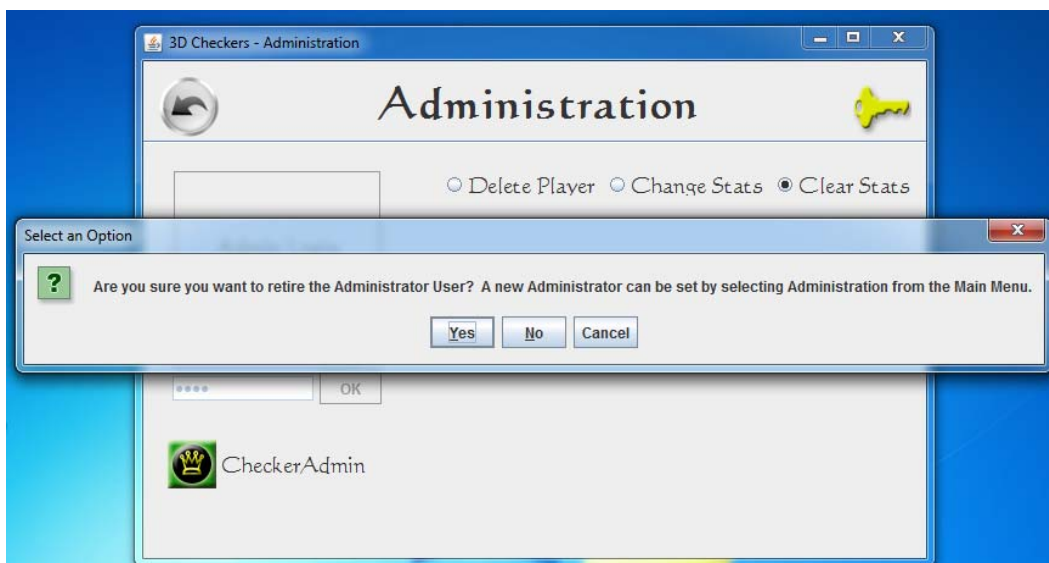 3D Checkers - Administration
Administration
Delete Player Change Stats Clear Stats
Select an Option
Are you sure you want to retire the Administrator User? A new Administrator can be set by selecting Administration from the Main Menu.
Yes No Cancel
OK
CheckerAdmin